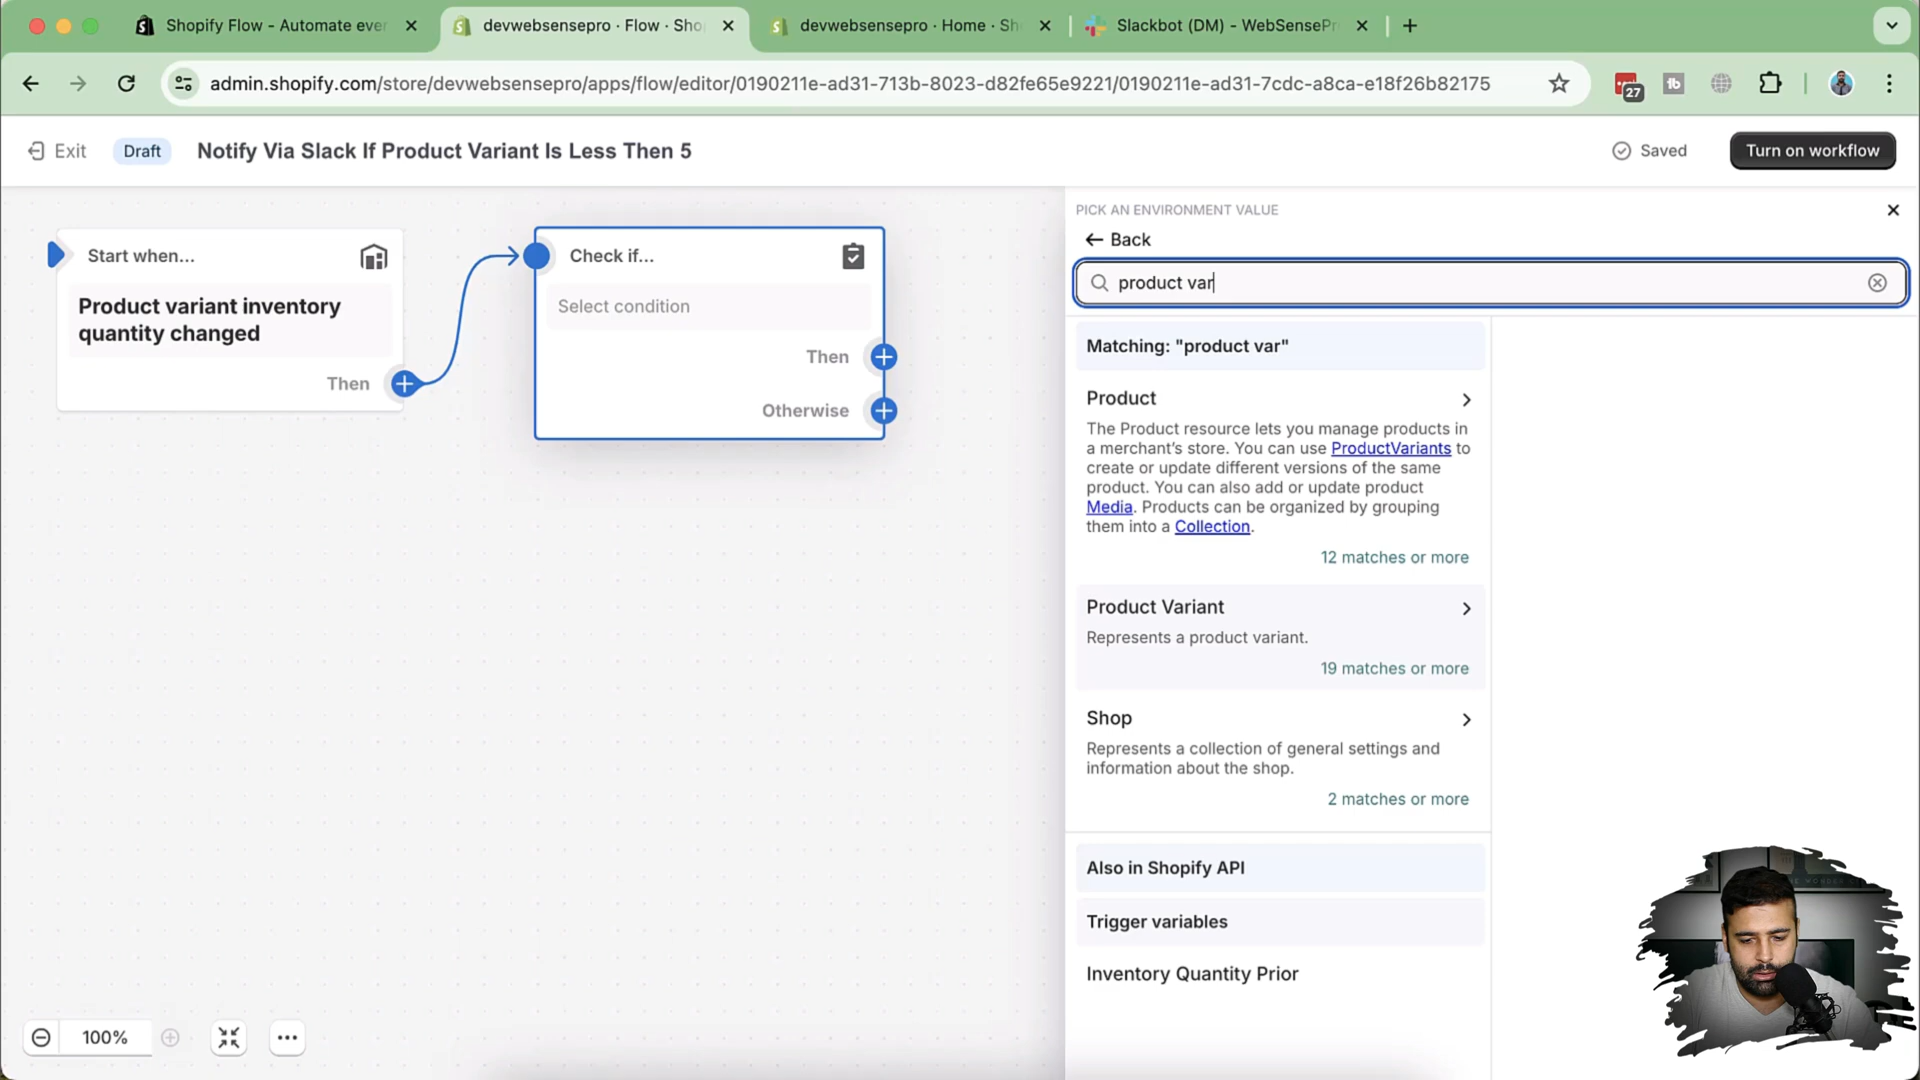 Shopify Flow - Automate ever
devwebsensepro · Flow · Sho
devwebsensepro · Home · Sh
Slackbot (DM) - WebSensePr
admin.shopify.com/store/devwebsensepro/apps/flow/editor/0190211e-ad31-713b-8023-d82fe65e9221/0190211e-ad31-7cdc-a8ca-e18f26b82175
27
tb
Exit
Draft
Notify Via Slack If Product Variant Is Less Then 5
Saved
Turn on workflow
Start when...
Product variant inventory
quantity changed
Then
Check if...
Select condition
Then
Otherwise
PICK AN ENVIRONMENT VALUE
Back
product var
Matching: "product var"
Product
The Product resource lets you manage products in
a merchant’s store. You can use ProductVariants to
create or update different versions of the same
product. You can also add or update product
Media. Products can be organized by grouping
them into a Collection.
12 matches or more
Product Variant
Represents a product variant.
19 matches or more
Shop
Represents a collection of general settings and
information about the shop.
2 matches or more
Also in Shopify API
Trigger variables
Inventory Quantity Prior
100%